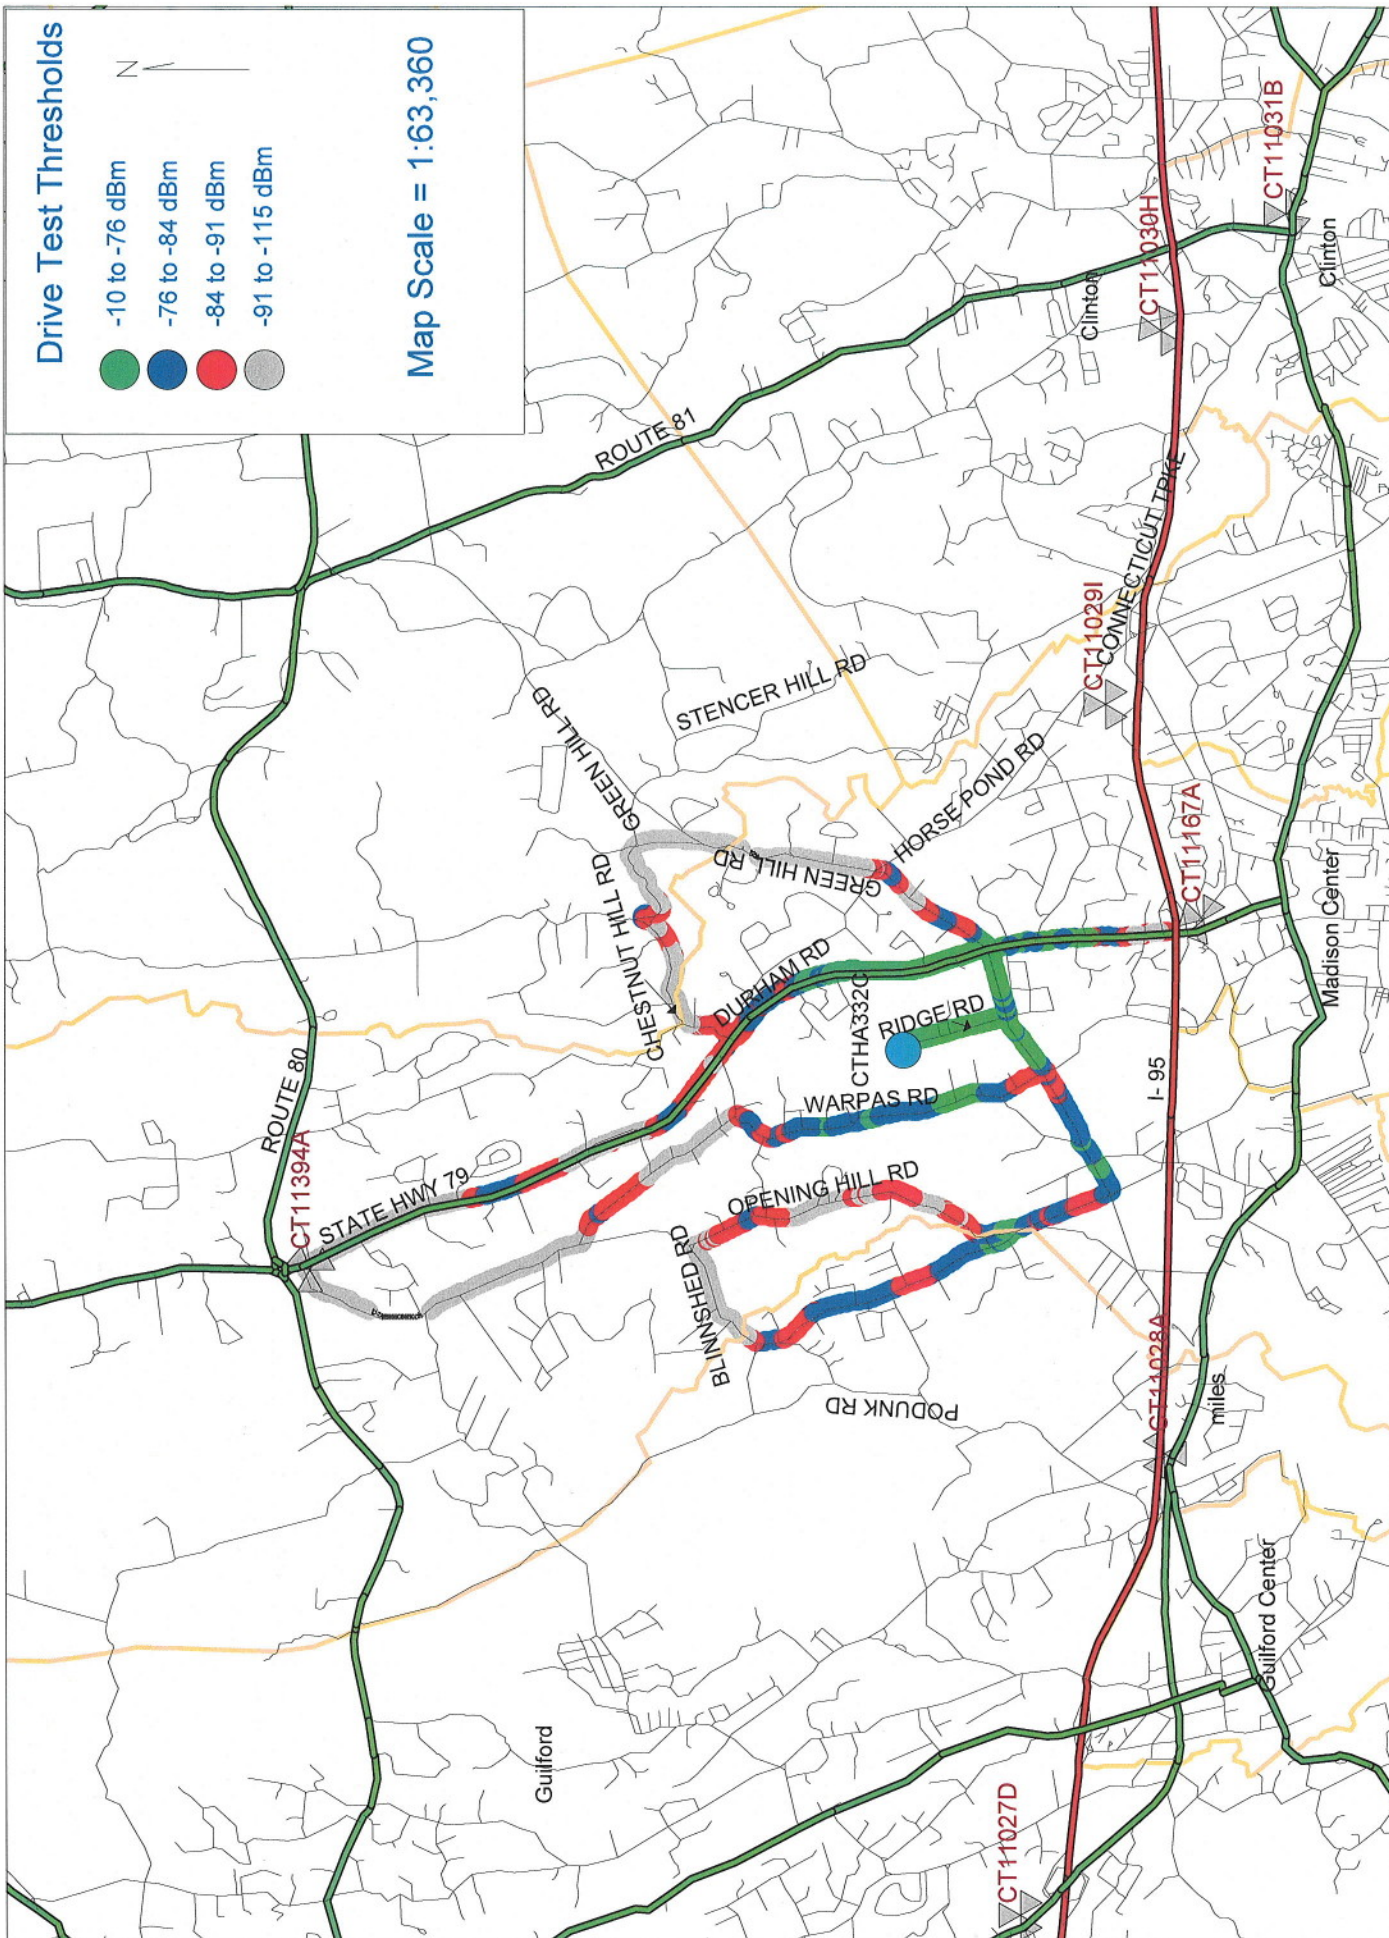 Drive Test Thresholds
N
-10 to -76 dBm
-76 to -84 dBm
-84 to -91 dBm
-91 to -115 dBm
Map Scale = 1:63,360
ROUTE 80
CT11394A
STATE HWY 79
ROUTE 81
GREEN HILL RD
GREEN HILL RD
STENCER HILL RD
CHESTNUT HILL RD
GREEN HILL RD
HORSE POND RD
DURHAM RD
CTHA332C
RIDGE RD
WARPAS RD
OPENING HILL RD
BLINNSHED RD
PODUNK RD
Guilford
CT11027D
Guilford Center
CT11028A
miles
I- 95
Madison Center
CT11167A
CT11029I
CONNECTICUT TPKE
Clinton
CT11030H
CT11031B
Clinton